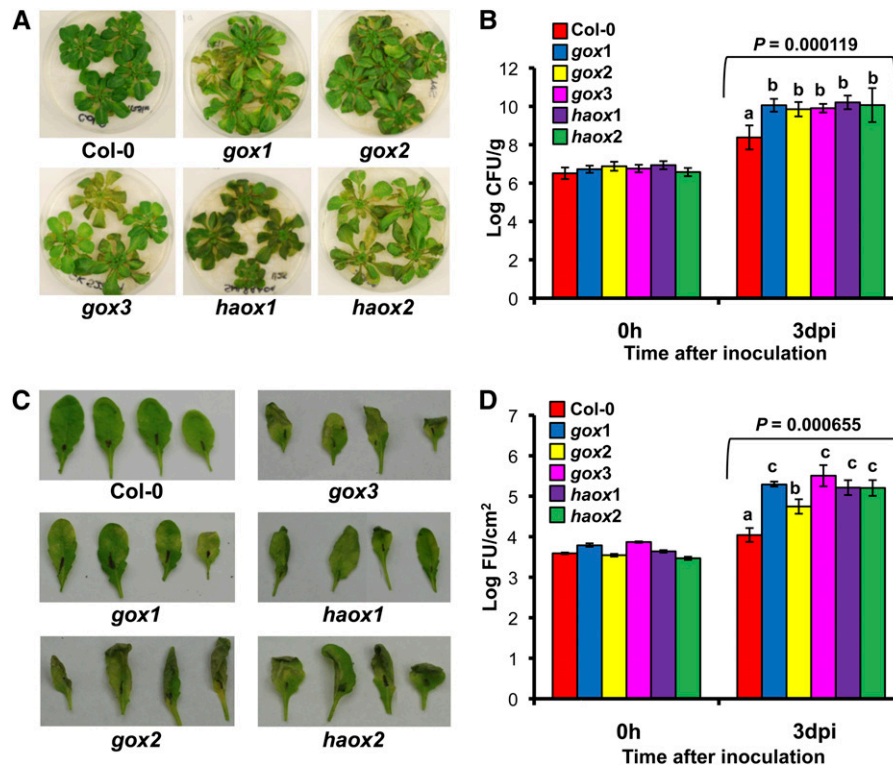 A
Col-0
gox1
gox2
gox3
haox1
haox2
B
Col-0
gox1
gox2
gox3
haox1
haox2
P = 0.000119
Log CFU/g
12
10
8
6
4
2
0
a b b b b b
0h 3dpi
Time after inoculation
C
Col-0
gox3
gox1
haox1
gox2
haox2
D
Col-0
gox1
gox2
gox3
haox1
haox2
P = 0.000655
Log FU/cm²
7
6
5
4
3
2
1
0
a c b c c c
0h 3dpi
Time after inoculation